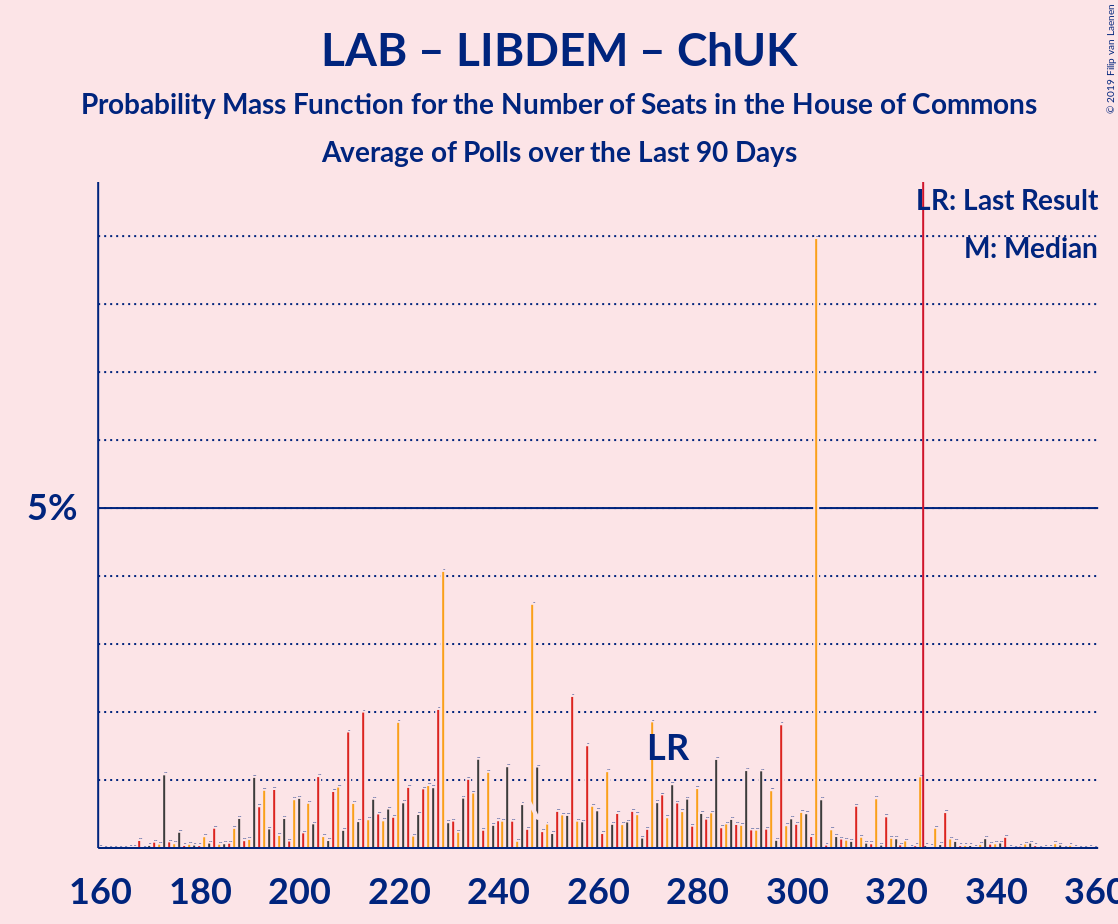 LAB – LIBDEM – ChUK
Probability Mass Function for the Number of Seats in the House of Commons
Average of Polls over the Last 90 Days
© 2019 Filip van Laenen
LR: Last Result
M: Median
5%
LR
160 180 200 220 240 260 280 300 320 340 360